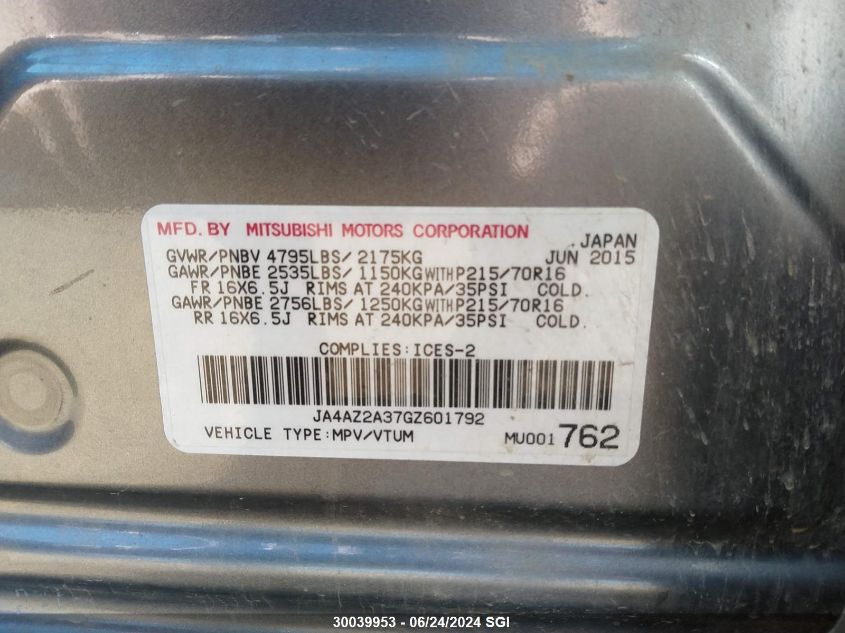 MFD. BY MITSUBISHI MOTORS CORPORATION
JAPAN
GVWR/PNBV 4795LBS/ 2175KG JUN 2015
GAWR/PNBE 2535LBS/ 1150KG WITH P215/70R16
FR 16X6.5J RIMS AT 240KPA/35PSI COLD.
GAWR/PNBE 2756LBS/ 1250KG WITH P215/70R16
RR 16X6.5J RIMS AT 240KPA/35PSI COLD.
COMPLIES:ICES-2
JA4AZ2A37GZ601792
VEHICLE TYPE:MPV/VTUM MU001 762
30039953 - 06/24/2024 SGI